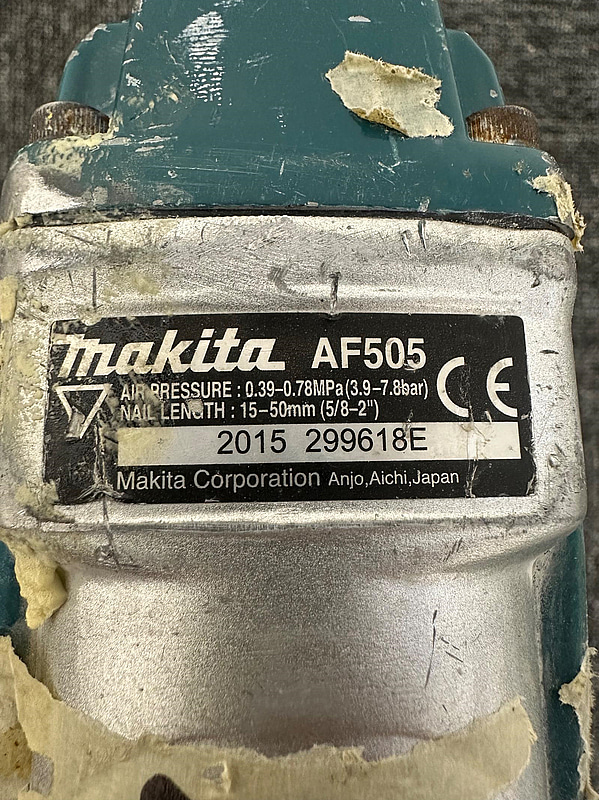 makita AF505
AIR PRESSURE : 0.39-0.78MPa(3.9-7.8bar) CE
NAIL LENGTH : 15-50mm (5/8-2")
2015 299618E
Makita Corporation Anjo,Aichi,Japan